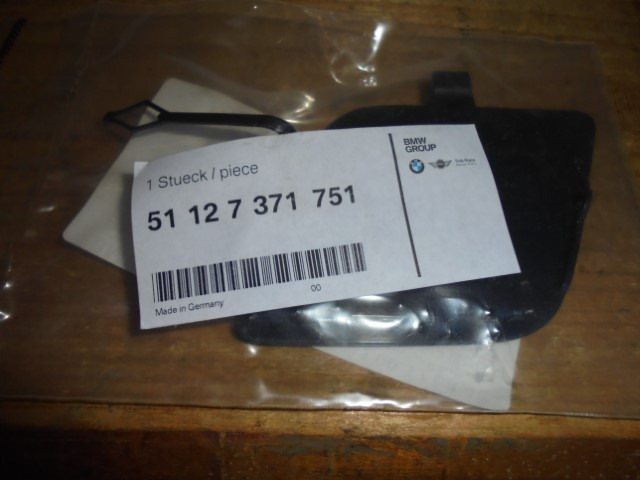 1 Stueck / piece
51 12 7 371 751
Made in Germany
00
BMW
GROUP